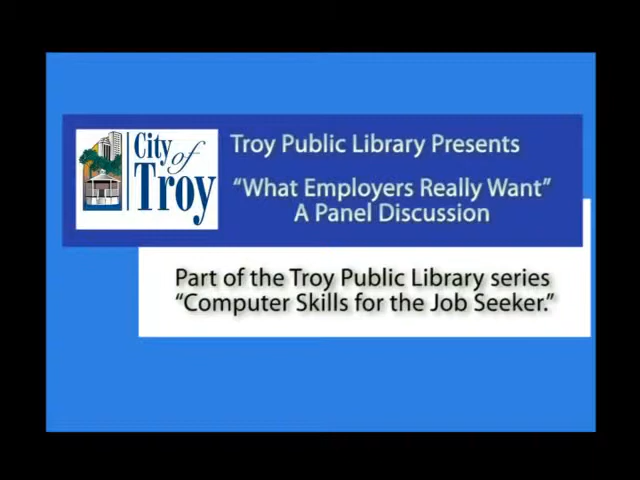 City of
Troy
Troy Public Library Presents
“What Employers Really Want”
A Panel Discussion
Part of the Troy Public Library series
“Computer Skills for the Job Seeker.”